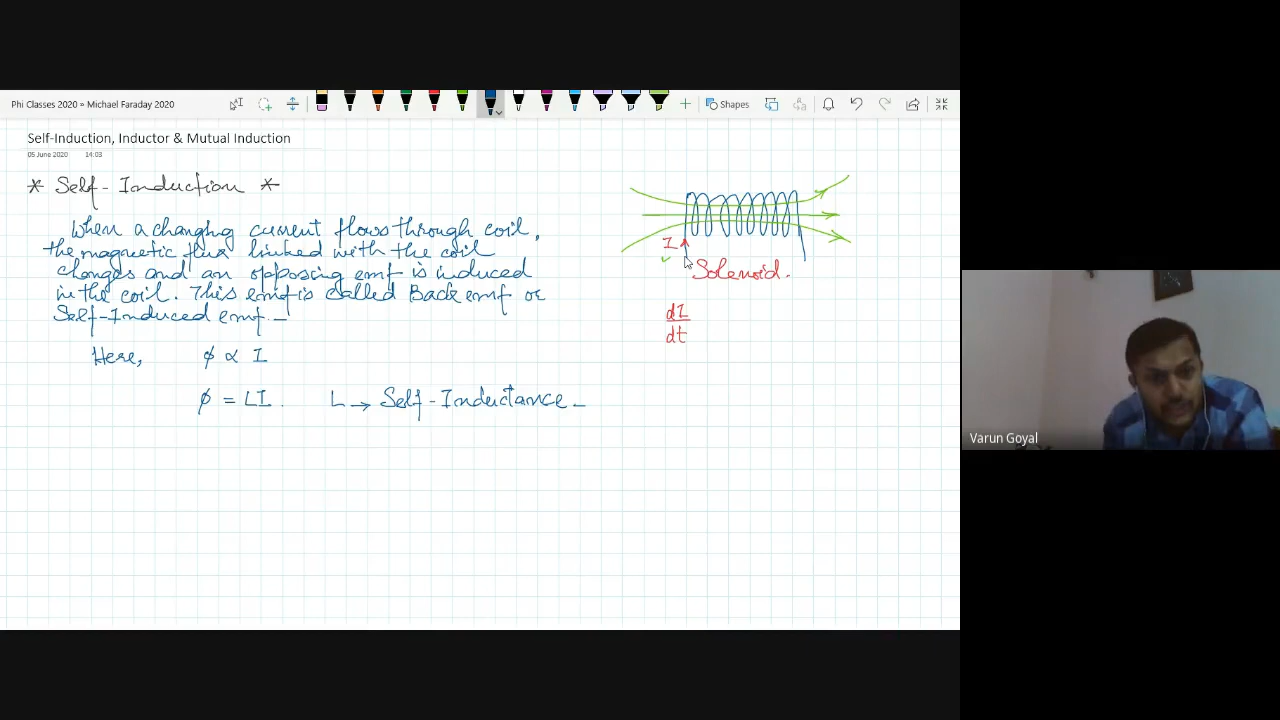 Phi Classes 2020 » Michael Faraday 2020
Shapes
Self-Induction, Inductor & Mutual Induction
05 June 2020 14:03
* Self-Induction *
When a changing current flows through coil,
the magnetic flux linked with the coil
changes and an opposing emf is induced
in the coil. This emf is called Back emf or
Self-Induced emf.
Here, φ ∝ I
φ = LI. L → Self-Inductance
I
Solenoid.
dI
dt
Varun Goyal